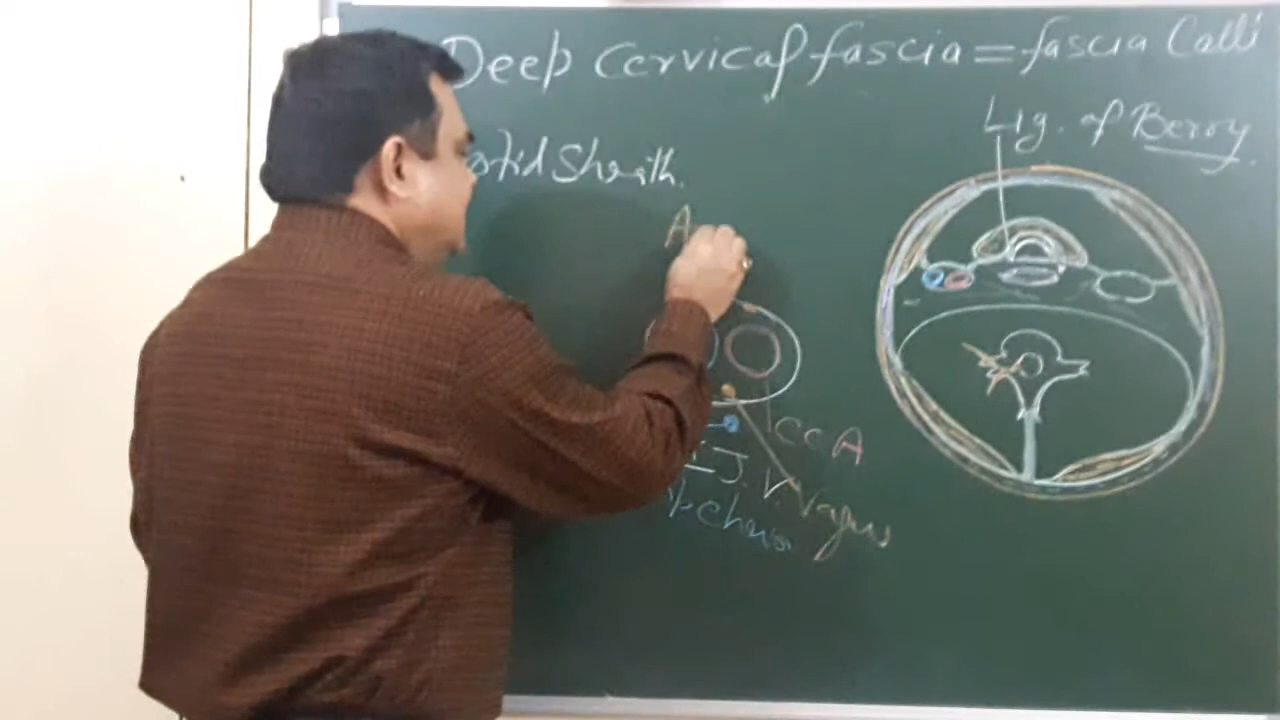 Deep Cervical fascia = fascia Colli
Lig. of Berry.
otid Sheath.
A
CCA
I.J.V.
Vagus